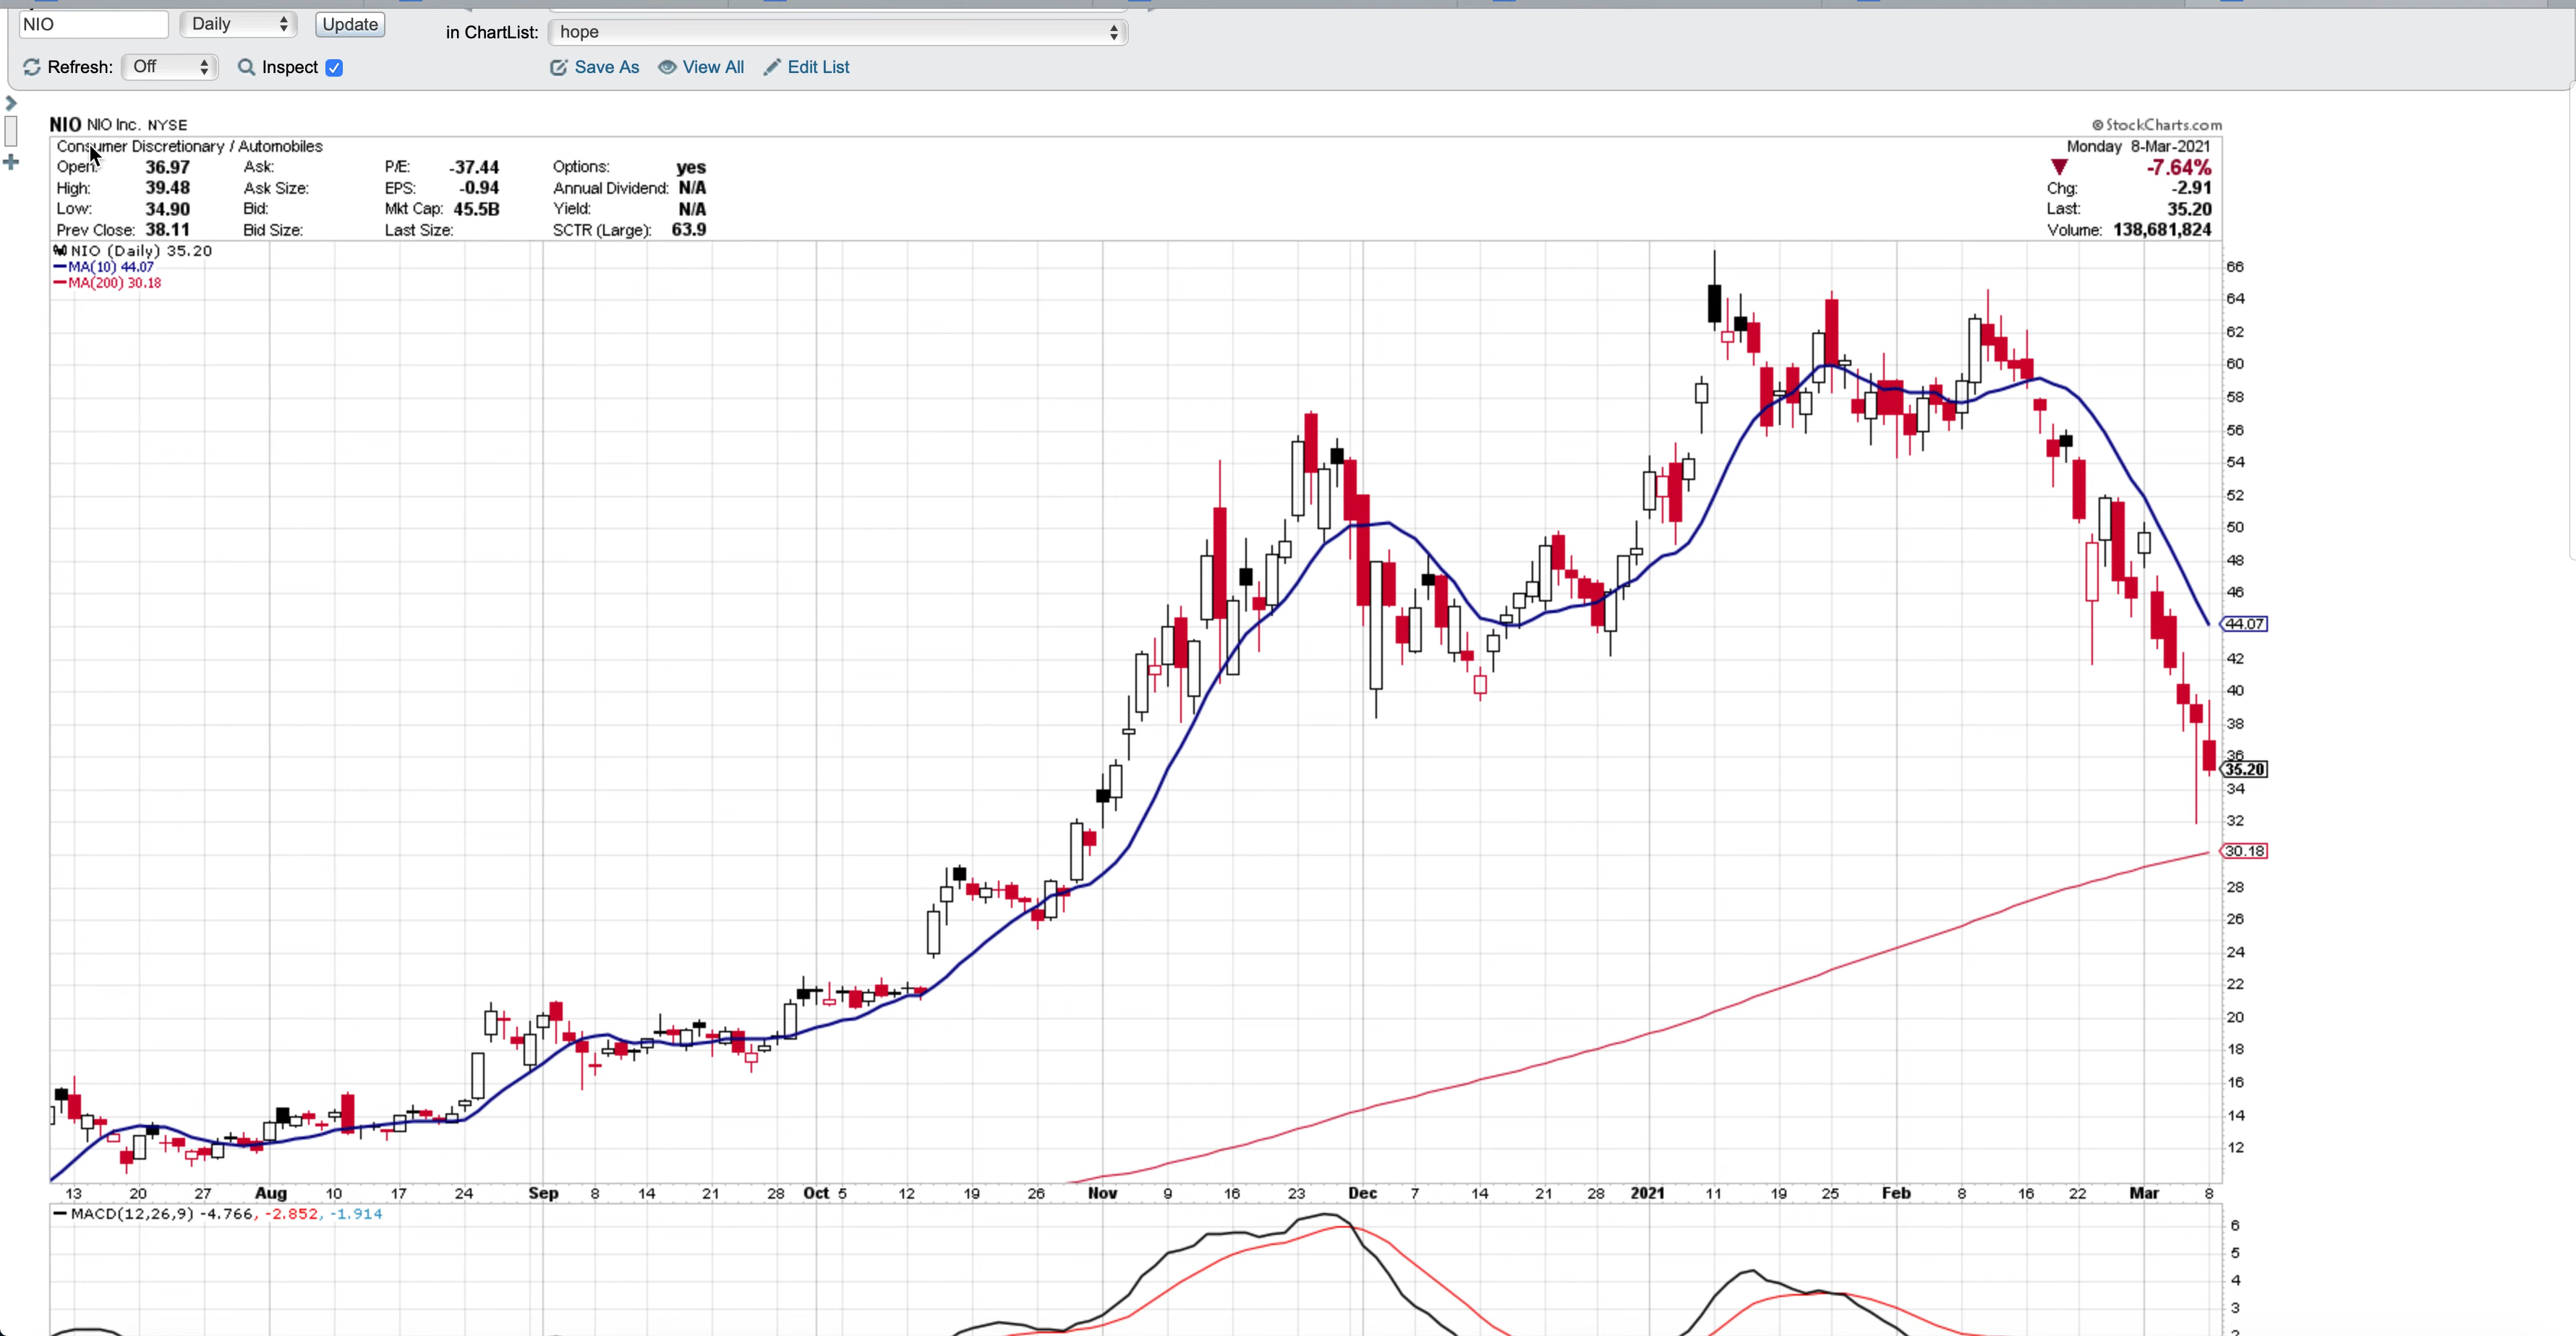 NIO Daily Update in ChartList: hope
Refresh: Off Inspect Save As View All Edit List
NIO NIO Inc. NYSE © StockCharts.com
Consumer Discretionary / Automobiles Monday 8-Mar-2021
Open: 36.97 Ask: P/E: -37.44 Options: yes -7.64%
High: 39.48 Ask Size: EPS: -0.94 Annual Dividend: N/A Chg: -2.91
Low: 34.90 Bid: Mkt Cap: 45.5B Yield: N/A Last: 35.20
Prev Close: 38.11 Bid Size: Last Size: SCTR (Large): 63.9 Volume: 138,681,824
NIO (Daily) 35.20
MA(10) 44.07
MA(200) 30.18
66
64
62
60
58
56
54
52
50
48
46
44.07
42
40
38
36
35.20
34
32
30.18
28
26
24
22
20
18
16
14
12
13 20 27 Aug 10 17 24 Sep 8 14 21 28 Oct 5 12 19 26 Nov 9 16 23 Dec 7 14 21 28 2021 11 19 25 Feb 8 16 22 Mar 8
MACD(12,26,9) -4.766, -2.852, -1.914
6
5
4
3